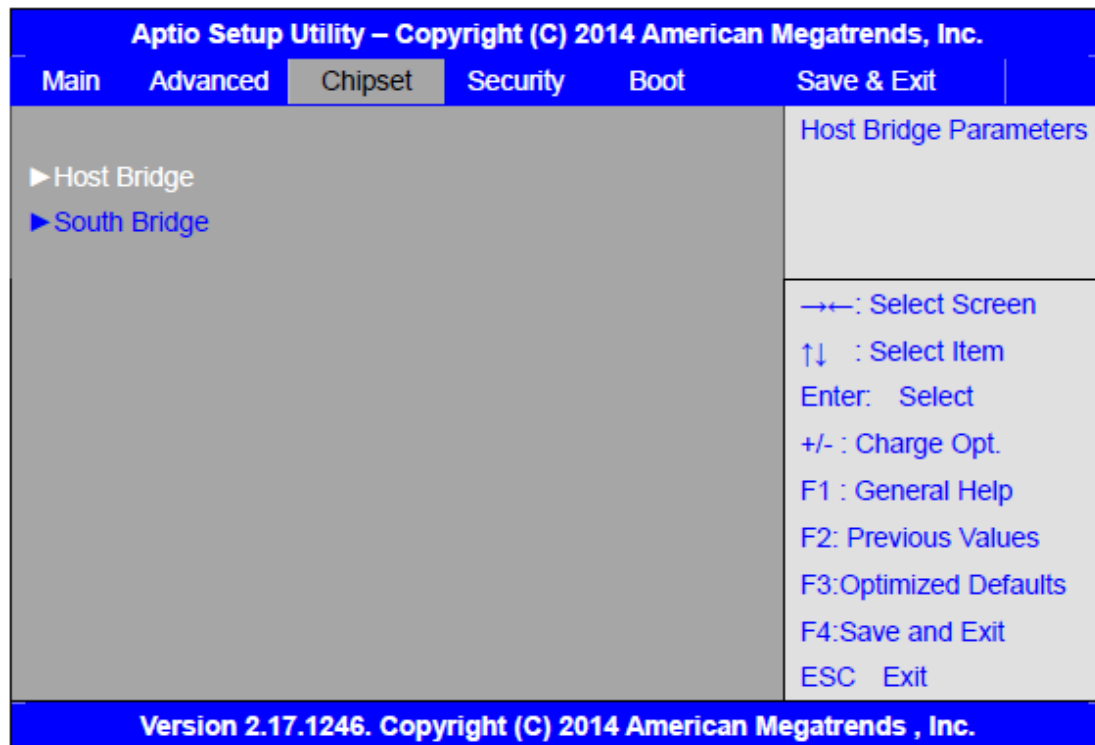 Aptio Setup Utility – Copyright (C) 2014 American Megatrends, Inc.
Main Advanced Chipset Security Boot Save & Exit
Host Bridge Parameters
►Host Bridge
►South Bridge
→←: Select Screen
↑↓ : Select Item
Enter: Select
+/- : Charge Opt.
F1 : General Help
F2: Previous Values
F3:Optimized Defaults
F4:Save and Exit
ESC Exit
Version 2.17.1246. Copyright (C) 2014 American Megatrends , Inc.